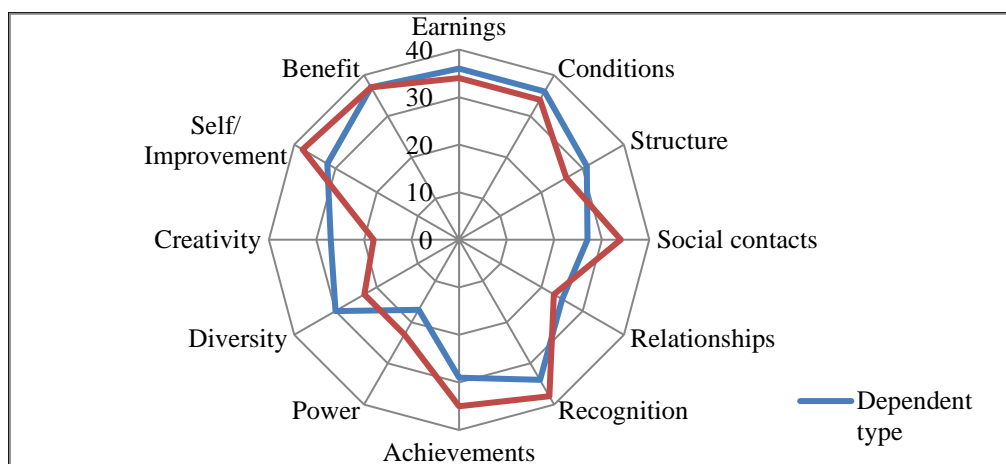 Earnings
40
Benefit
Conditions
30
Self/
Improvement
20
Structure
10
Creativity
0
Social contacts
Diversity
Relationships
Power
Recognition
Achievements
Dependent
type